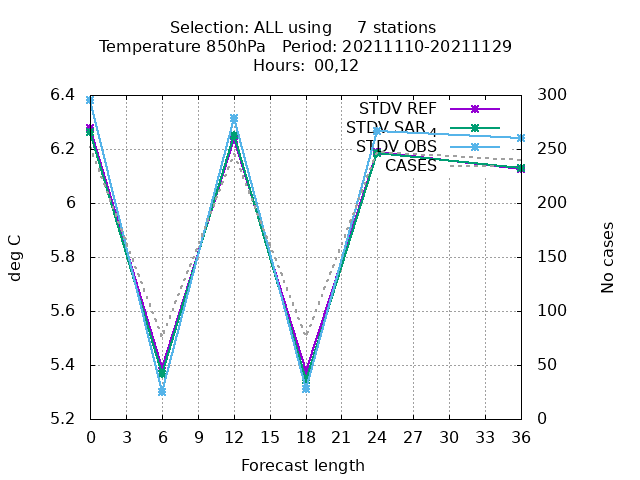 Selection: ALL using 7 stations
Temperature 850hPa Period: 20211110-20211129
Hours: 00,12
6.4
6.2
6
5.8
5.6
5.4
5.2
300
250
200
150
100
50
0
STDV REF
STDV SAR
STDV OBS
CASES
deg C
No cases
0 3 6 9 12 15 18 21 24 27 30 33 36
Forecast length